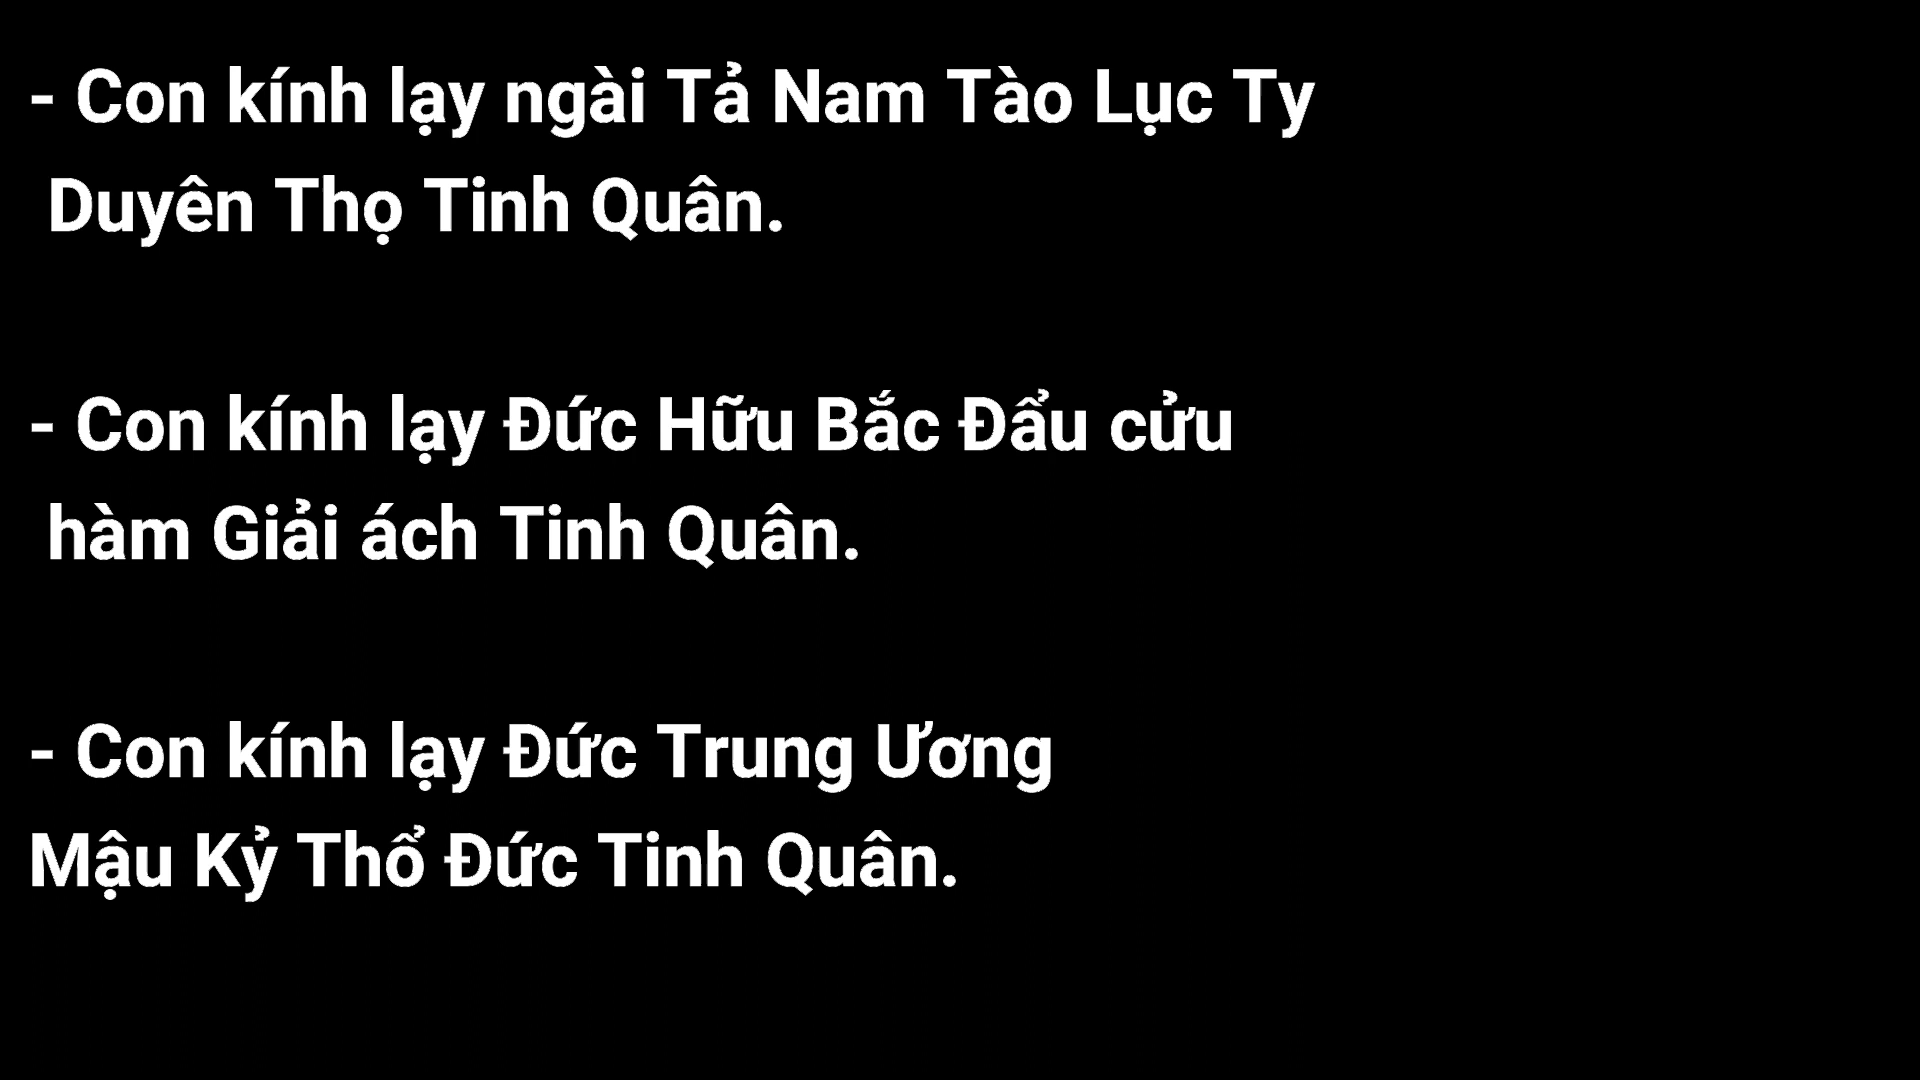 - Con kính lạy ngài Tả Nam Tào Lục Ty
Duyên Thọ Tinh Quân.
- Con kính lạy Đức Hữu Bắc Đẩu cửu
hàm Giải ách Tinh Quân.
- Con kính lạy Đức Trung Ương
Mậu Kỷ Thổ Đức Tinh Quân.